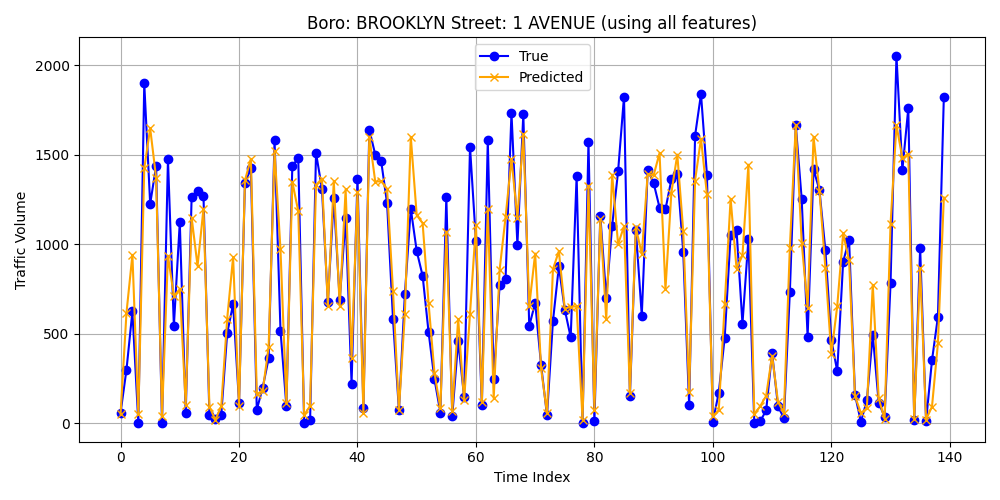 Boro: BROOKLYN Street: 1 AVENUE (using all features)
True
Predicted
Traffic Volume
2000
1500
1000
500
0
0 20 40 60 80 100 120 140
Time Index